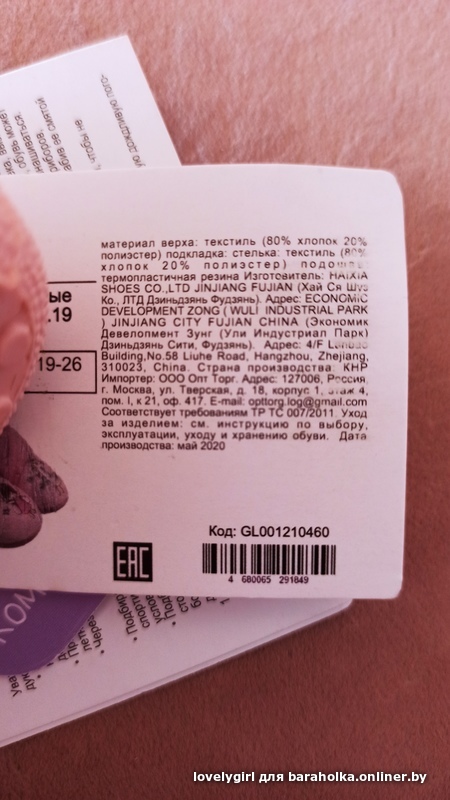 материал верха: текстиль (80% хлопок 20%
полиэстер) подкладка: стелька: текстиль (80%
хлопок 20% полиэстер) подошва:
термопластичная резина Изготовитель: HAIXIA
SHOES CO.,LTD JINJIANG FUJIAN (Хай Ся Шуз
Ко., ЛТД Дзиньдзянь Фудзянь). Адрес: ECONOMIC
DEVELOPMENT ZONG ( WULI INDUSTRIAL PARK
) JINJIANG CITY FUJIAN CHINA (Экономик
Девелопмент Зунг (Ули Индустриал Парк)
Дзиньдзянь Сити, Фудзянь). Адрес: 4/F
Building,No.58 Liuhe Road, Hangzhou, Zhejiang,
310023, China. Страна производства: КНР
Импортер: ООО Опт Торг. Адрес: 127006, Россия,
г. Москва, ул. Тверская, д. 18, корпус 1, этаж 4,
пом. I, к 21, оф. 417. E-mail: opttorg.log@gmail.com
Соответствует требованиям ТР ТС 007/2011. Уход
за изделием: см. инструкцию по выбору,
эксплуатации, уходу и хранению обуви. Дата
производства: май 2020
ые
.19
19-26
Код: GL001210460
EAC
4 680065 291849
lovelygirl для baraholka.onliner.by